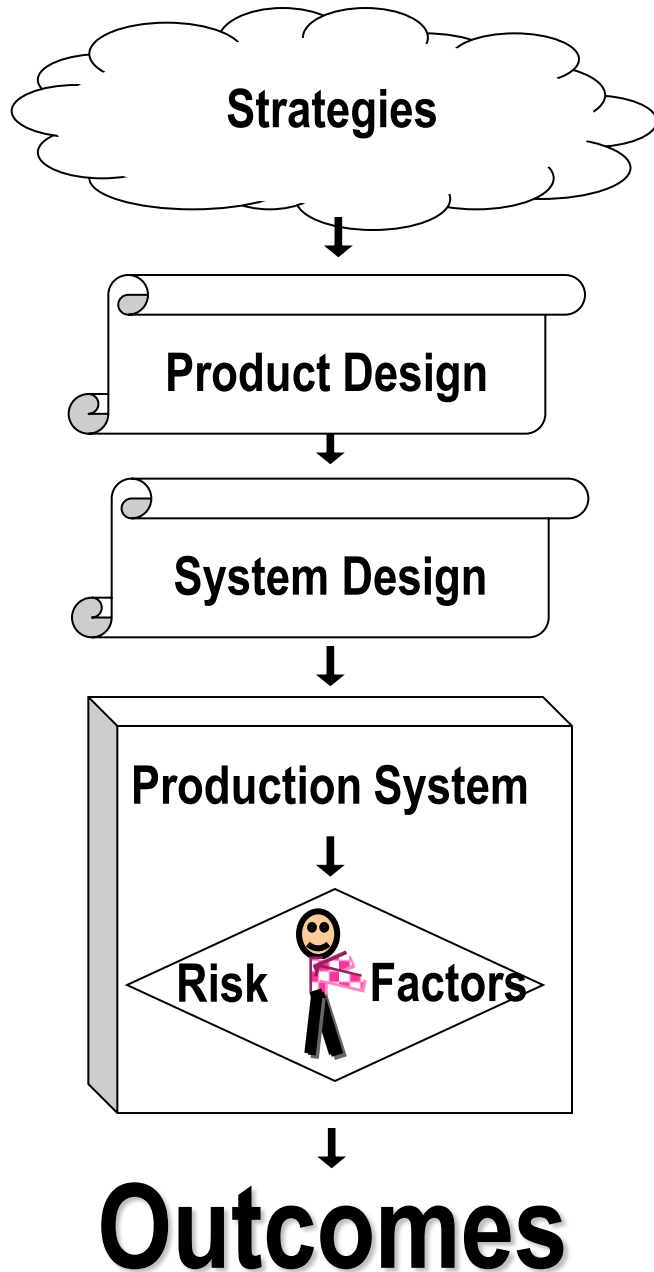 Strategies
Product Design
System Design
Production System
Risk Factors
Outcomes